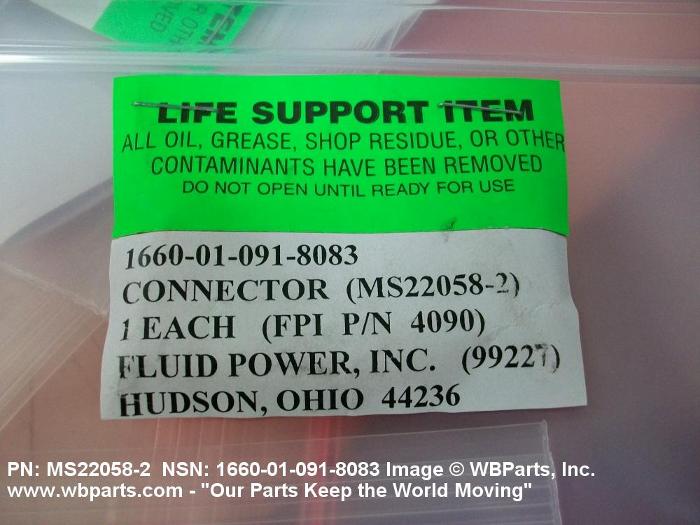 LIFE SUPPORT ITEM
ALL OIL, GREASE, SHOP RESIDUE, OR OTHER
CONTAMINANTS HAVE BEEN REMOVED
DO NOT OPEN UNTIL READY FOR USE
1660-01-091-8083
CONNECTOR (MS22058-2)
1 EACH (FPI P/N 4090)
FLUID POWER, INC. (99227)
HUDSON, OHIO 44236
PN: MS22058-2 NSN: 1660-01-091-8083 Image © WBParts, Inc.
www.wbparts.com - "Our Parts Keep the World Moving"